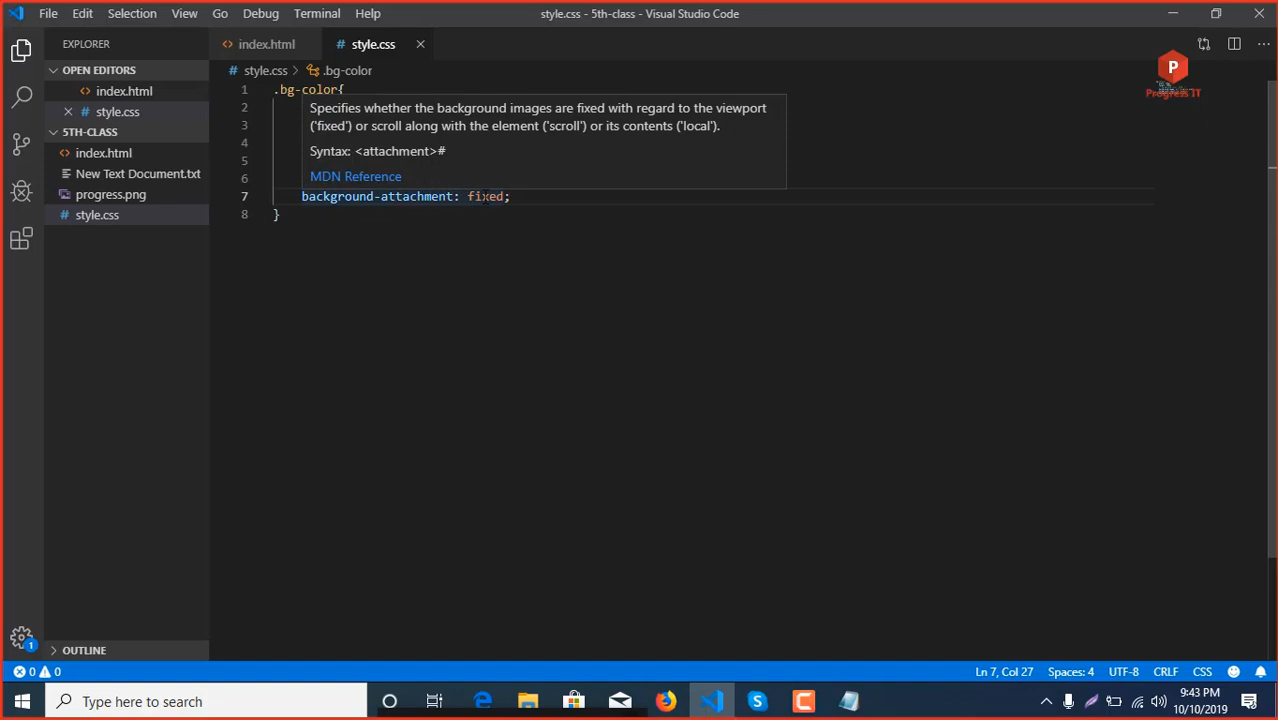 File Edit Selection View Go Debug Terminal Help
style.css - 5th-class - Visual Studio Code
EXPLORER
index.html
style.css
P
Progress IT
OPEN EDITORS
index.html
style.css
5TH-CLASS
index.html
New Text Document.txt
progress.png
style.css
OUTLINE
style.css > .bg-color
1 .bg-color{
2
3
4
5
6
Specifies whether the background images are fixed with regard to the viewport
('fixed') or scroll along with the element ('scroll') or its contents ('local').
Syntax: <attachment>#
MDN Reference
7 background-attachment: fixed;
8 }
1
0 0
Ln 7, Col 27 Spaces: 4 UTF-8 CRLF CSS
Type here to search
9:43 PM
10/10/2019